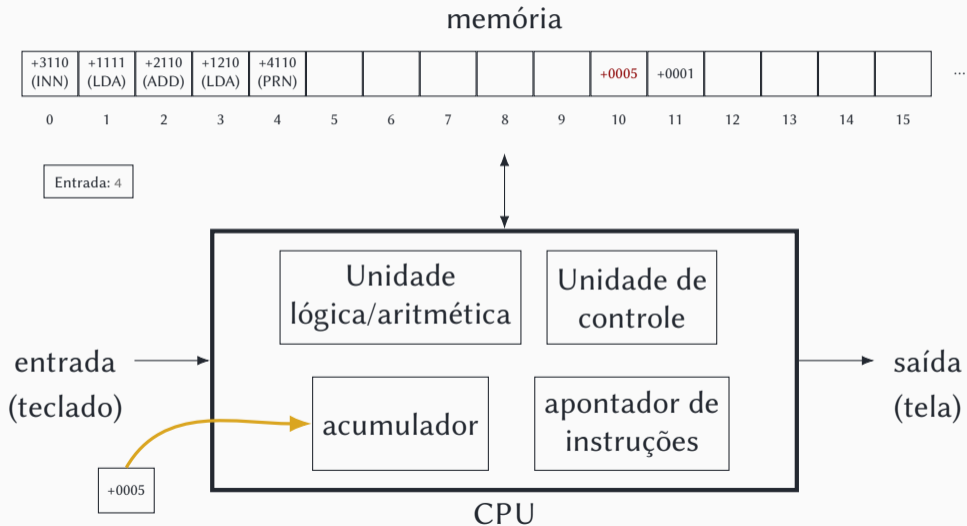 memória
+3110 +1111 +2110 +1210 +4110 +0005 +0001 ...
(INN) (LDA) (ADD) (LDA) (PRN)
0 1 2 3 4 5 6 7 8 9 10 11 12 13 14 15
Entrada: 4
Unidade
lógica/aritmética
Unidade de
controle
entrada
(teclado)
saída
(tela)
acumulador
apontador de
instruções
+0005
CPU